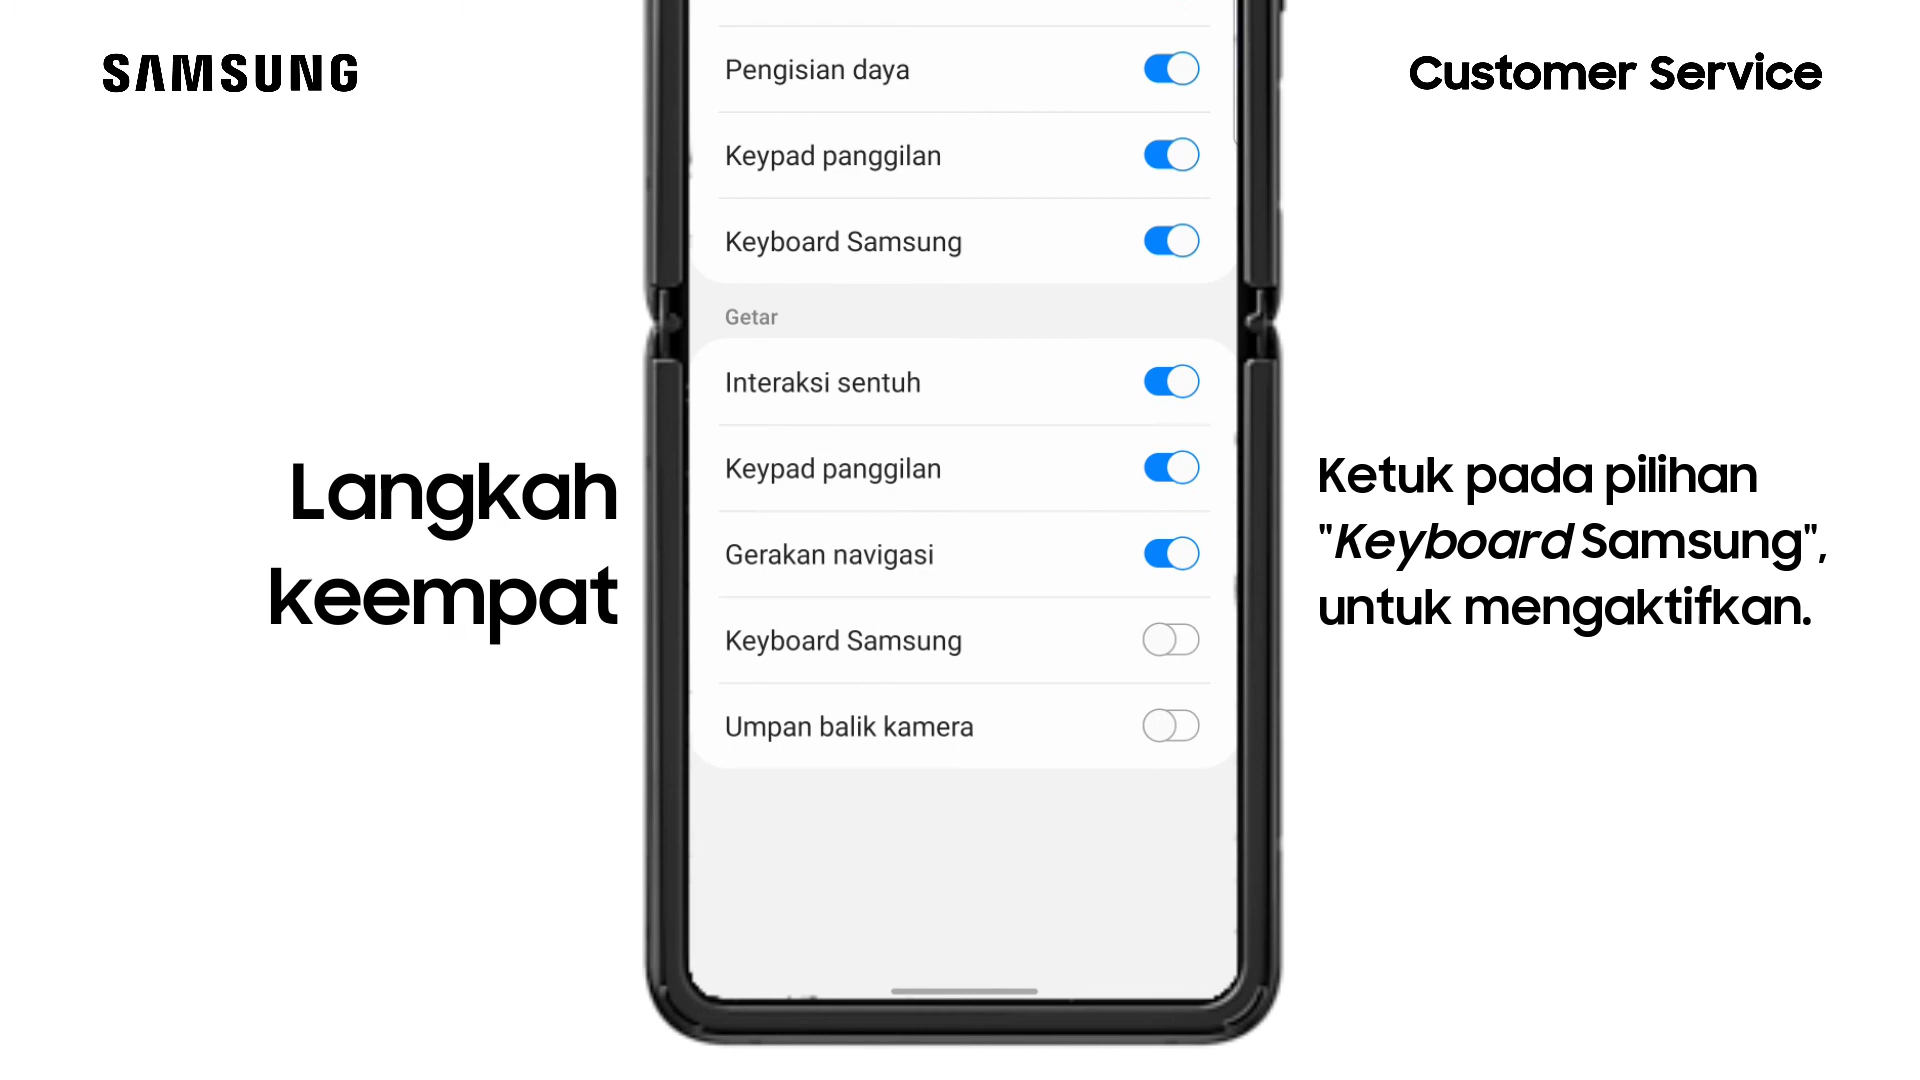 SAMSUNG
Customer Service
Pengisian daya
Keypad panggilan
Keyboard Samsung
Getar
Interaksi sentuh
Keypad panggilan
Gerakan navigasi
Keyboard Samsung
Umpan balik kamera
Langkah
keempat
Ketuk pada pilihan
"Keyboard Samsung",
untuk mengaktifkan.